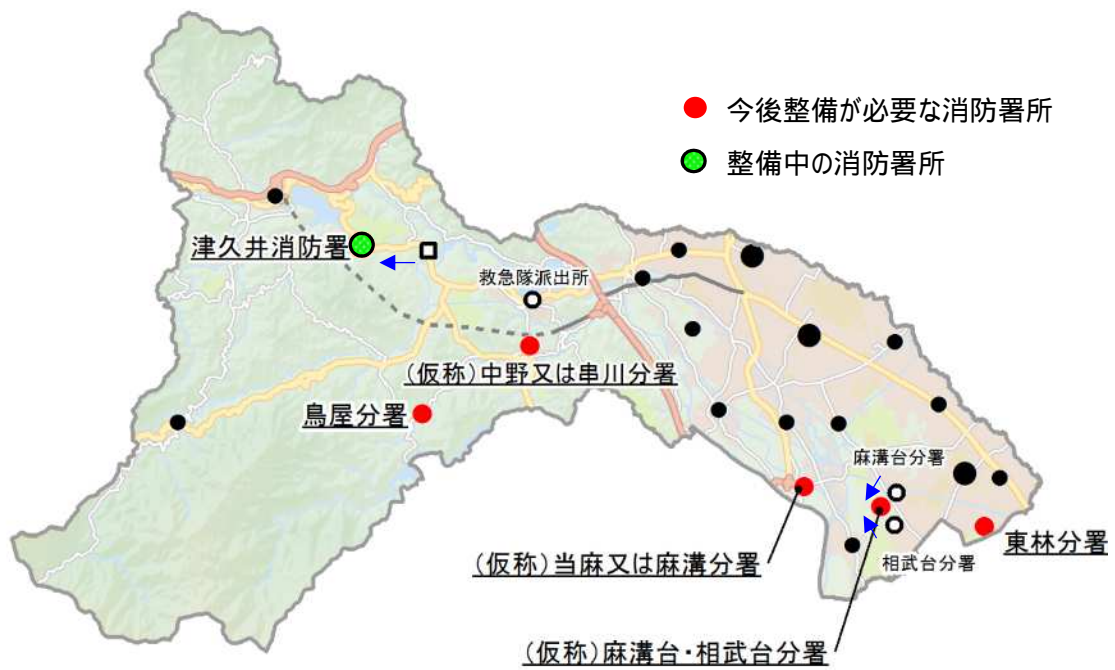 今後整備が必要な消防署所
整備中の消防署所
津久井消防署
救急隊派出所
(仮称)中野又は串川分署
鳥屋分署
麻溝台分署
(仮称)当麻又は麻溝分署
相武台分署
東林分署
(仮称)麻溝台・相武台分署